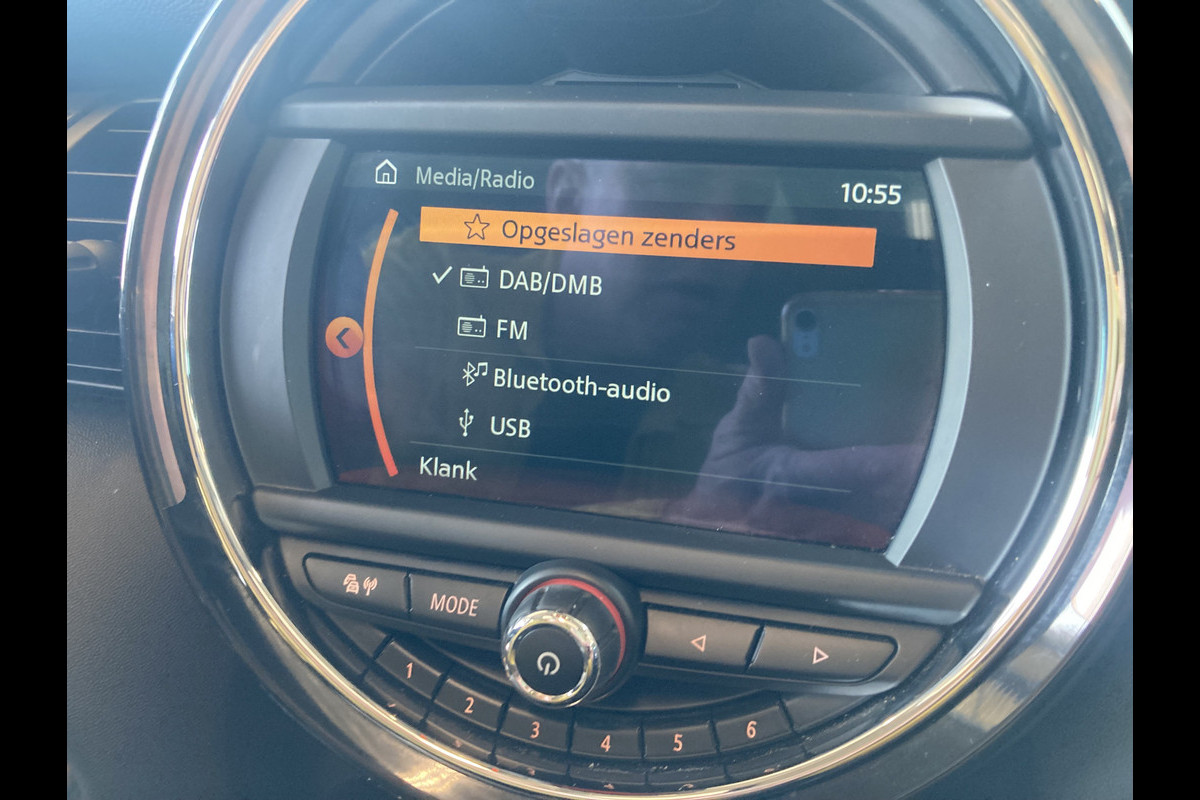 Media/Radio
10:55
Opgeslagen zenders
DAB/DMB
FM
Bluetooth-audio
USB
Klank
MODE
1
2
3
4
5
6